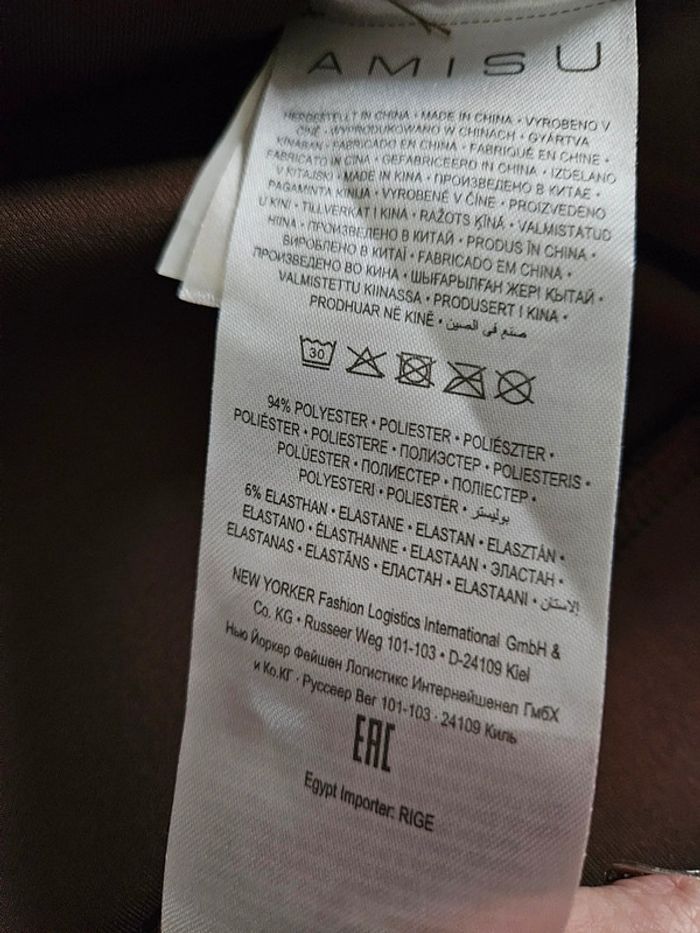 AMISU
HERGESTELLT IN CHINA • MADE IN CHINA • VYROBENO V
ČÍNĚ • WYPRODUKOWANO W CHINACH • GYÁRTVA
KÍNÁBAN • FABRICADO EN CHINA • FABRIQUÉ EN CHINE •
FABRICATO IN CINA • GEFABRICEERD IN CHINA • IZDELANO
V KITAJSKI • MADE IN KINA • ПРОИЗВЕДЕНО В КИТАЕ •
PAGAMINTA KINIJA • VYROBENÉ V ČÍNE • PROIZVEDENO
U KINI • TILLVERKAT I KINA • RAŽOTS ĶĪNĀ • VALMISTATUD
HIINA • ПРОИЗВЕДЕНО В КИТАЙ • PRODUS ÎN CHINA •
ВИРОБЛЕНО В КИТАЇ • FABRICADO EM CHINA •
ПРОИЗВЕДЕНО ВО КИНА • ШЫҒАРЫЛҒАН ЖЕРІ ҚЫТАЙ •
VALMISTETTU KIINASSA • PRODUSERT I KINA •
PRODHUAR NË KINË • صنع في الصين
30
94% POLYESTER • POLIESTER • POLIÉSZTER •
POLIÉSTER • POLIESTERE • ПОЛИЭСТЕР • POLIESTERIS •
POLÜESTER • ПОЛИЕСТЕР • ПОЛІЕСТЕР •
POLYESTERI • POLIESTËR • بوليستر
6% ELASTHAN • ELASTANE • ELASTAN • ELASZTÁN •
ELASTANO • ÉLASTHANNE • ELASTAAN • ЭЛАСТАН •
ELASTANAS • ELASTĀNS • ЕЛАСТАН • ELASTAANI • الاستان
NEW YORKER Fashion Logistics International GmbH &
Co. KG • Russeer Weg 101-103 • D-24109 Kiel
Нью Йоркер Фейшен Логистикс Интернейшенел ГмбХ
и Ко.КГ · Руссеер Вег 101-103 · 24109 Киль
EAC
Egypt Importer: RIGE